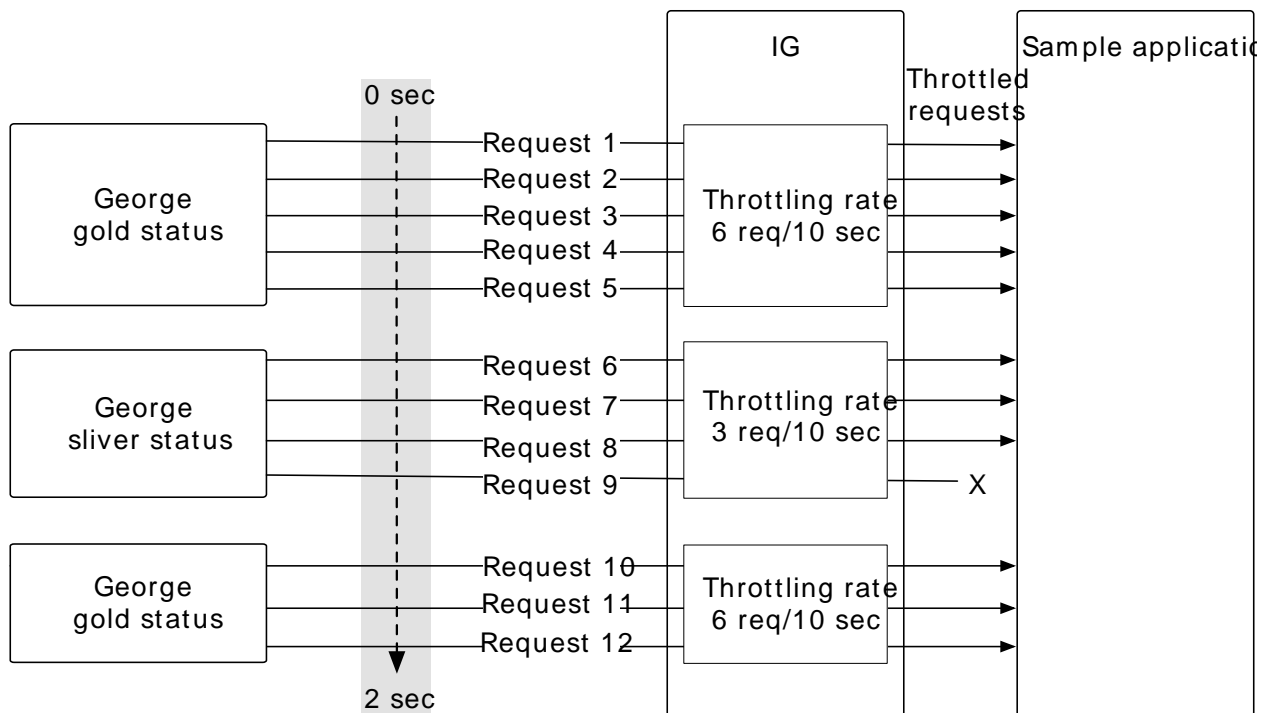 IG
Sample applicatic
Throttled
requests
0 sec
George
gold status
Request 1
Request 2
Request 3
Request 4
Request 5
Throttling rate
6 req/10 sec
George
sliver status
Request 6
Request 7
Request 8
Request 9
Throttling rate
3 req/10 sec
X
George
gold status
Request 10
Request 11
Request 12
Throttling rate
6 req/10 sec
2 sec